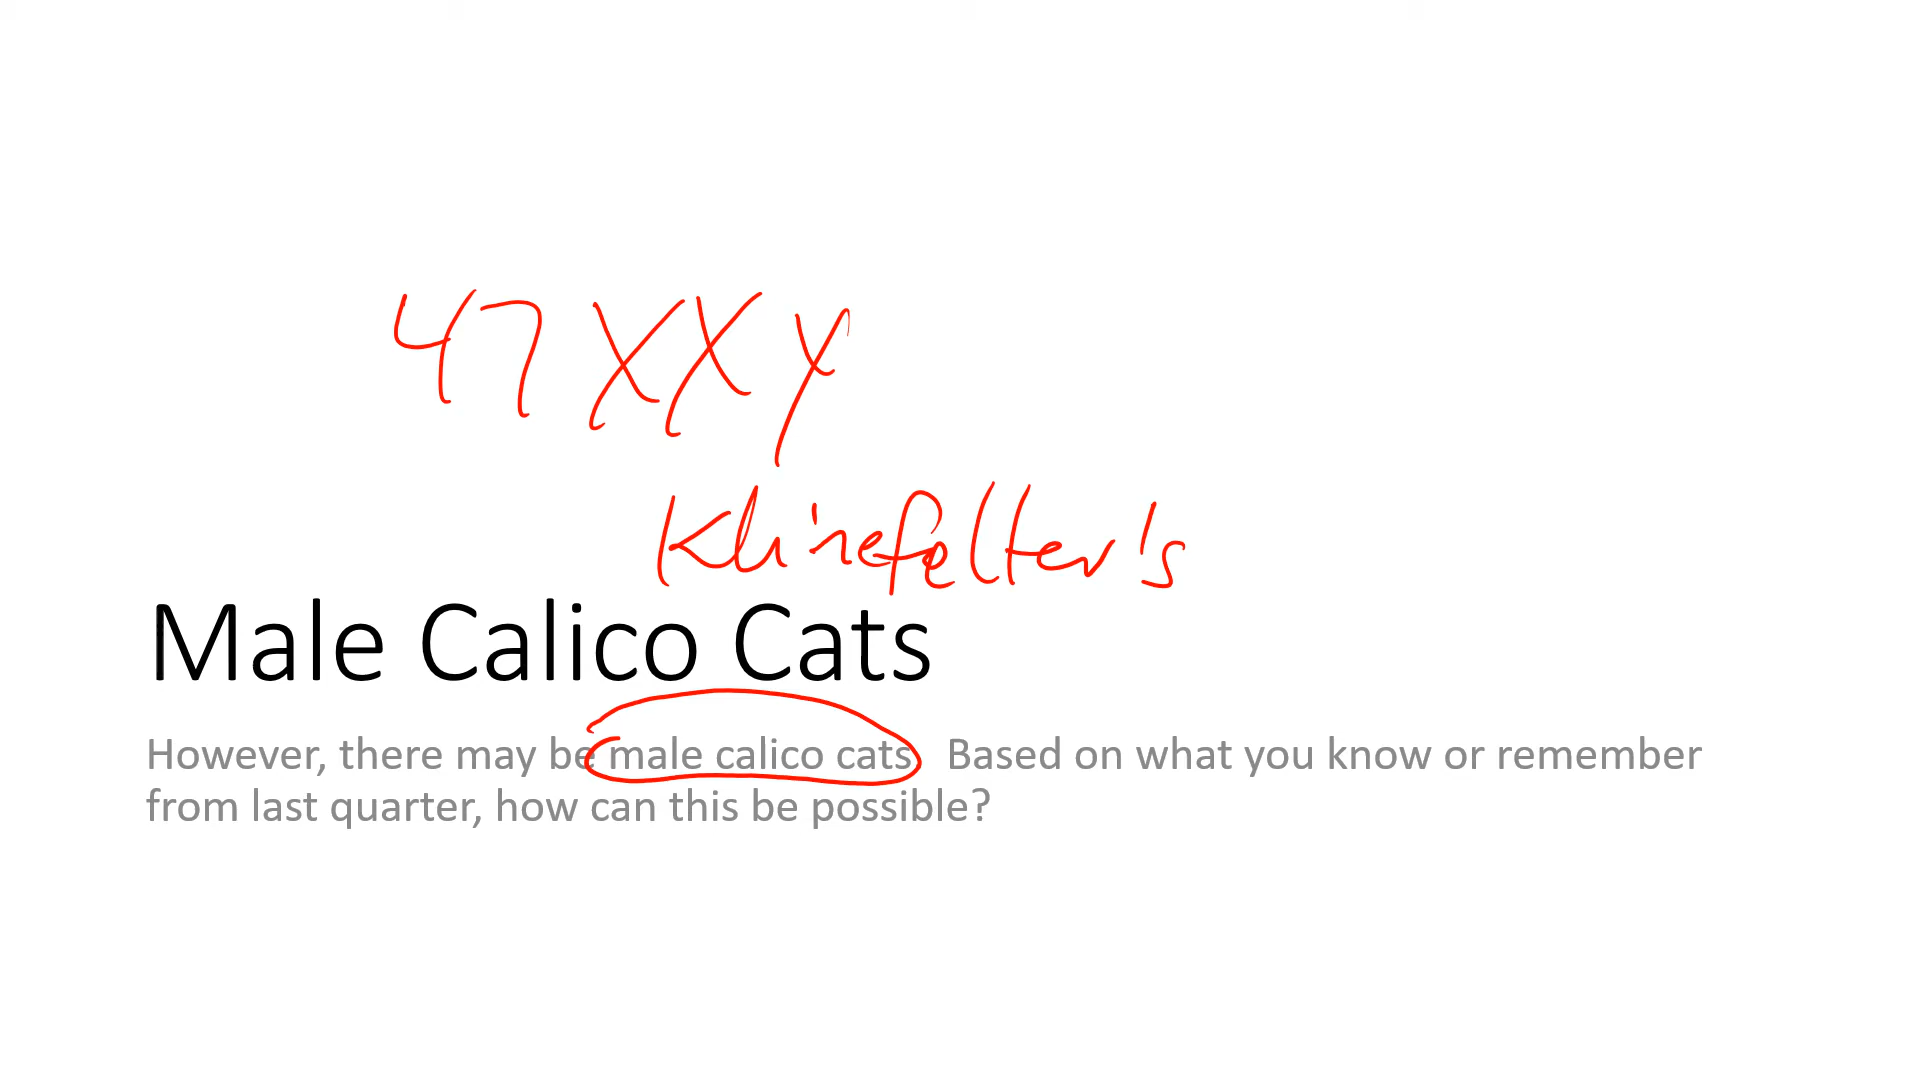 47 XXY
Klinefelter's
Male Calico Cats
However, there may be male calico cats. Based on what you know or remember
from last quarter, how can this be possible?